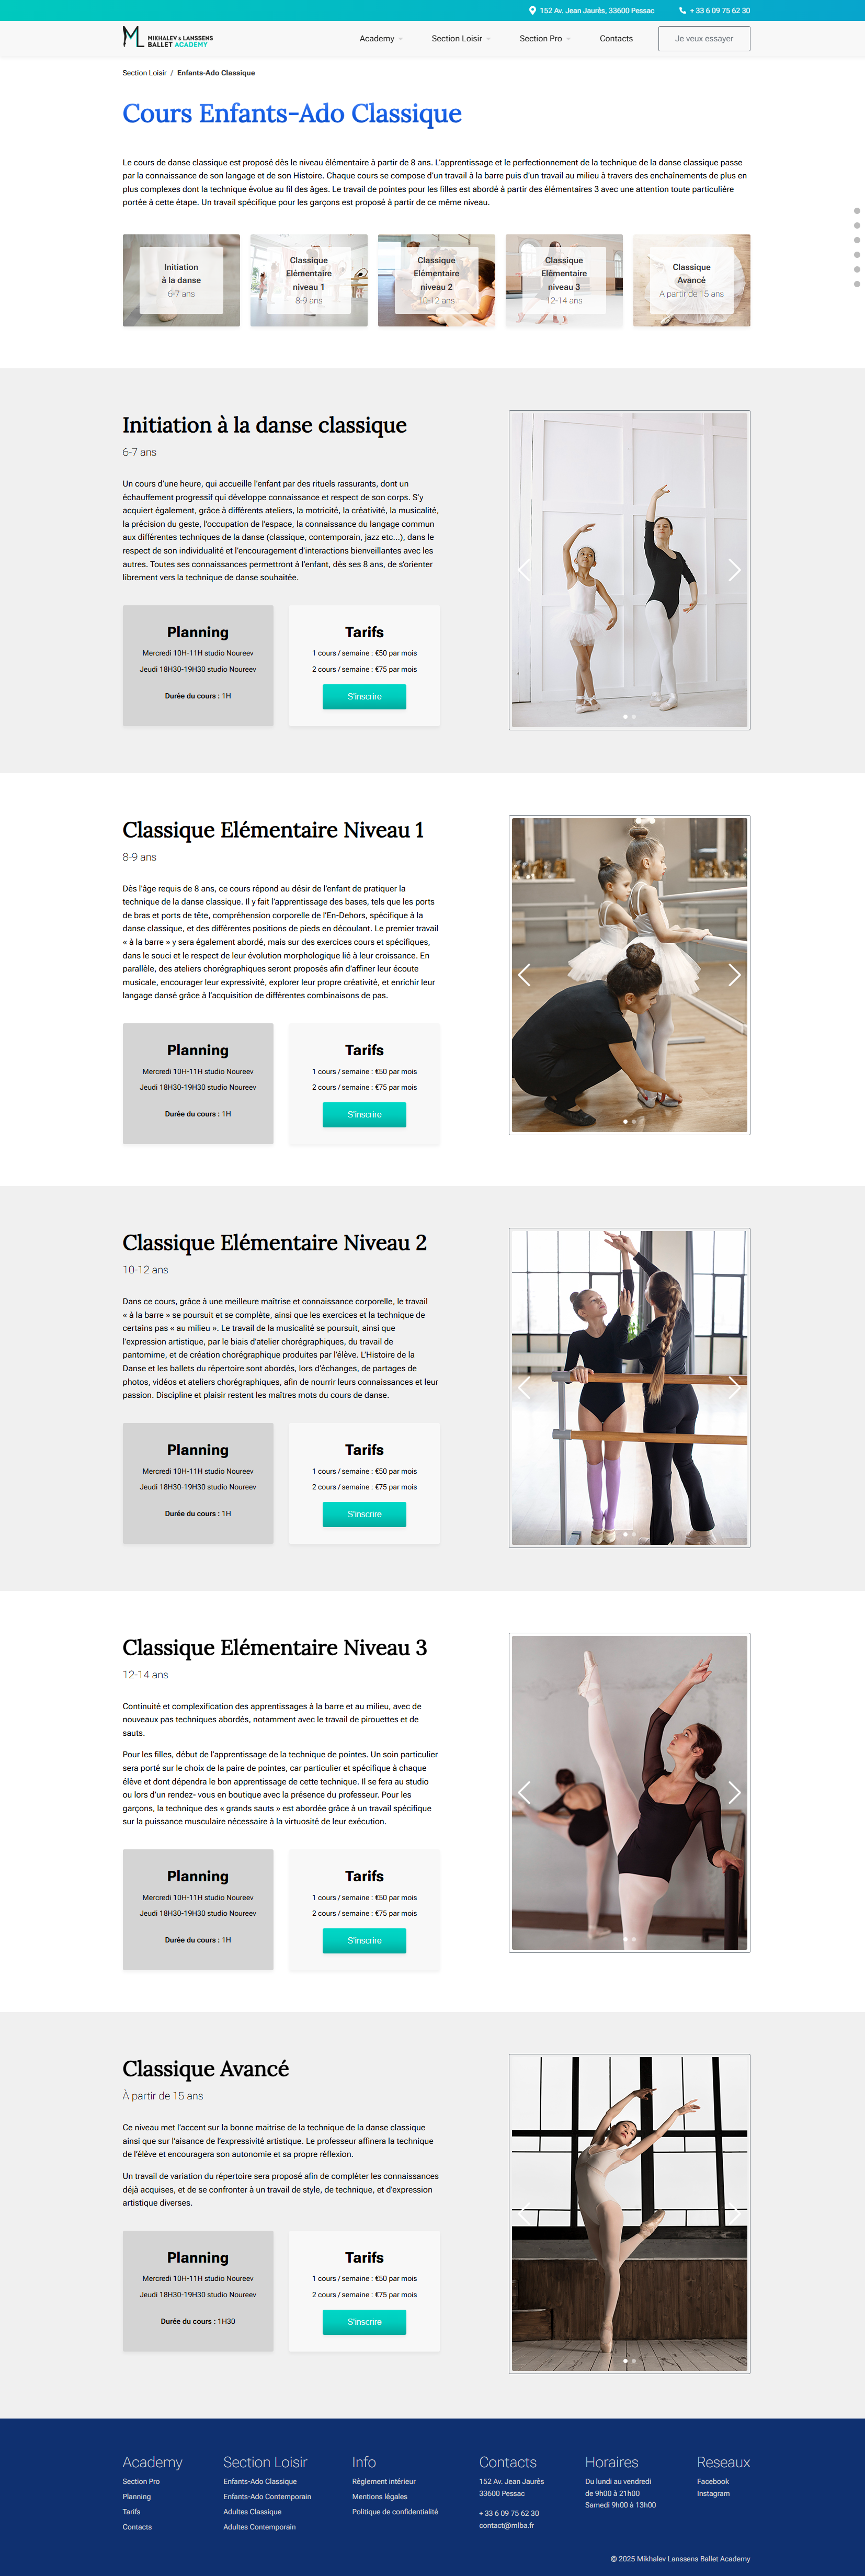 152 Av. Jean Jaurès, 33600 Pessac
+ 33 6 09 75 62 30
ML MIKHALEV & LANSSENS
BALLET ACADEMY
Academy
Section Loisir
Section Pro
Contacts
Je veux essayer
Section Loisir / Enfants-Ado Classique
Cours Enfants-Ado Classique
Le cours de danse classique est proposé dès le niveau élémentaire à partir de 8 ans. L'apprentissage et le perfectionnement de la technique de la danse classique passe
par la connaissance de son langage et de son Histoire. Chaque cours se compose d'un travail à la barre puis d'un travail au milieu à travers des enchaînements de plus en
plus complexes dont la technique évolue au fil des âges. Le travail de pointes pour les filles est abordé à partir des élémentaires 3 avec une attention toute particulière
portée à cette étape. Un travail spécifique pour les garçons est proposé à partir de ce même niveau.
Initiation
à la danse
6-7 ans
Classique
Elémentaire
niveau 1
8-9 ans
Classique
Elémentaire
niveau 2
10-12 ans
Classique
Elémentaire
niveau 3
12-14 ans
Classique
Avancé
A partir de 15 ans
Initiation à la danse classique
6-7 ans
Un cours d'une heure, qui accueille l'enfant par des rituels rassurants, dont un
échauffement progressif qui développe connaissance et respect de son corps. S'y
acquiert également, grâce à différents ateliers, la motricité, la créativité, la musicalité,
la précision du geste, l'occupation de l'espace, la connaissance du langage commun
aux différentes techniques de la danse (classique, contemporain, jazz etc...), dans le
respect de son individualité et l'encouragement d'interactions bienveillantes avec les
autres. Toutes ses connaissances permettront à l'enfant, dès ses 8 ans, de s'orienter
librement vers la technique de danse souhaitée.
Planning
Mercredi 10H-11H studio Noureev
Jeudi 18H30-19H30 studio Noureev
Durée du cours : 1H
Tarifs
1 cours / semaine : €50 par mois
2 cours / semaine : €75 par mois
S'inscrire
Classique Elémentaire Niveau 1
8-9 ans
Dès l'âge requis de 8 ans, ce cours répond au désir de l'enfant de pratiquer la
technique de la danse classique. Il y fait l'apprentissage des bases, tels que les ports
de bras et ports de tête, compréhension corporelle de l'En-Dehors, spécifique à la
danse classique, et des différentes positions de pieds en découlant. Le premier travail
« à la barre » y sera également abordé, mais sur des exercices cours et spécifiques,
dans le souci et le respect de leur évolution morphologique lié à leur croissance. En
parallèle, des ateliers chorégraphiques seront proposés afin d'affiner leur écoute
musicale, encourager leur expressivité, explorer leur propre créativité, et enrichir leur
langage dansé grâce à l'acquisition de différentes combinaisons de pas.
Planning
Mercredi 10H-11H studio Noureev
Jeudi 18H30-19H30 studio Noureev
Durée du cours : 1H
Tarifs
1 cours / semaine : €50 par mois
2 cours / semaine : €75 par mois
S'inscrire
Classique Elémentaire Niveau 2
10-12 ans
Dans ce cours, grâce à une meilleure maîtrise et connaissance corporelle, le travail
« à la barre » se poursuit et se complète, ainsi que les exercices et la technique de
certains pas « au milieu ». Le travail de la musicalité se poursuit, ainsi que
l'expression artistique, par le biais d'atelier chorégraphiques, du travail de
pantomime, et de création chorégraphique produites par l'élève. L'Histoire de la
Danse et les ballets du répertoire sont abordés, lors d'échanges, de partages de
photos, vidéos et ateliers chorégraphiques, afin de nourrir leurs connaissances et leur
passion. Discipline et plaisir restent les maîtres mots du cours de danse.
Planning
Mercredi 10H-11H studio Noureev
Jeudi 18H30-19H30 studio Noureev
Durée du cours : 1H
Tarifs
1 cours / semaine : €50 par mois
2 cours / semaine : €75 par mois
S'inscrire
Classique Elémentaire Niveau 3
12-14 ans
Continuité et complexification des apprentissages à la barre et au milieu, avec de
nouveaux pas techniques abordés, notamment avec le travail de pirouettes et de
sauts.
Pour les filles, début de l'apprentissage de la technique de pointes. Un soin particulier
sera porté sur le choix de la paire de pointes, car particulier et spécifique à chaque
élève et dont dépendra le bon apprentissage de cette technique. Il se fera au studio
ou lors d'un rendez- vous en boutique avec la présence du professeur. Pour les
garçons, la technique des « grands sauts » est abordée grâce à un travail spécifique
sur la puissance musculaire nécessaire à la virtuosité de leur exécution.
Planning
Mercredi 10H-11H studio Noureev
Jeudi 18H30-19H30 studio Noureev
Durée du cours : 1H
Tarifs
1 cours / semaine : €50 par mois
2 cours / semaine : €75 par mois
S'inscrire
Classique Avancé
À partir de 15 ans
Ce niveau met l'accent sur la bonne maitrise de la technique de la danse classique
ainsi que sur l'aisance de l'expressivité artistique. Le professeur affinera la technique
de l'élève et encouragera son autonomie et sa propre réflexion.
Un travail de variation du répertoire sera proposé afin de compléter les connaissances
déjà acquises, et de se confronter à un travail de style, de technique, et d'expression
artistique diverses.
Planning
Mercredi 10H-11H studio Noureev
Jeudi 18H30-19H30 studio Noureev
Durée du cours : 1H30
Tarifs
1 cours / semaine : €50 par mois
2 cours / semaine : €75 par mois
S'inscrire
Academy
Section Pro
Planning
Tarifs
Contacts
Section Loisir
Enfants-Ado Classique
Enfants-Ado Contemporain
Adultes Classique
Adultes Contemporain
Info
Règlement intérieur
Mentions légales
Politique de confidentialité
Contacts
152 Av. Jean Jaurès
33600 Pessac
+ 33 6 09 75 62 30
contact@mlba.fr
Horaires
Du lundi au vendredi
de 9h00 à 21h00
Samedi 9h00 à 13h00
Reseaux
Facebook
Instagram
© 2025 Mikhalev Lanssens Ballet Academy